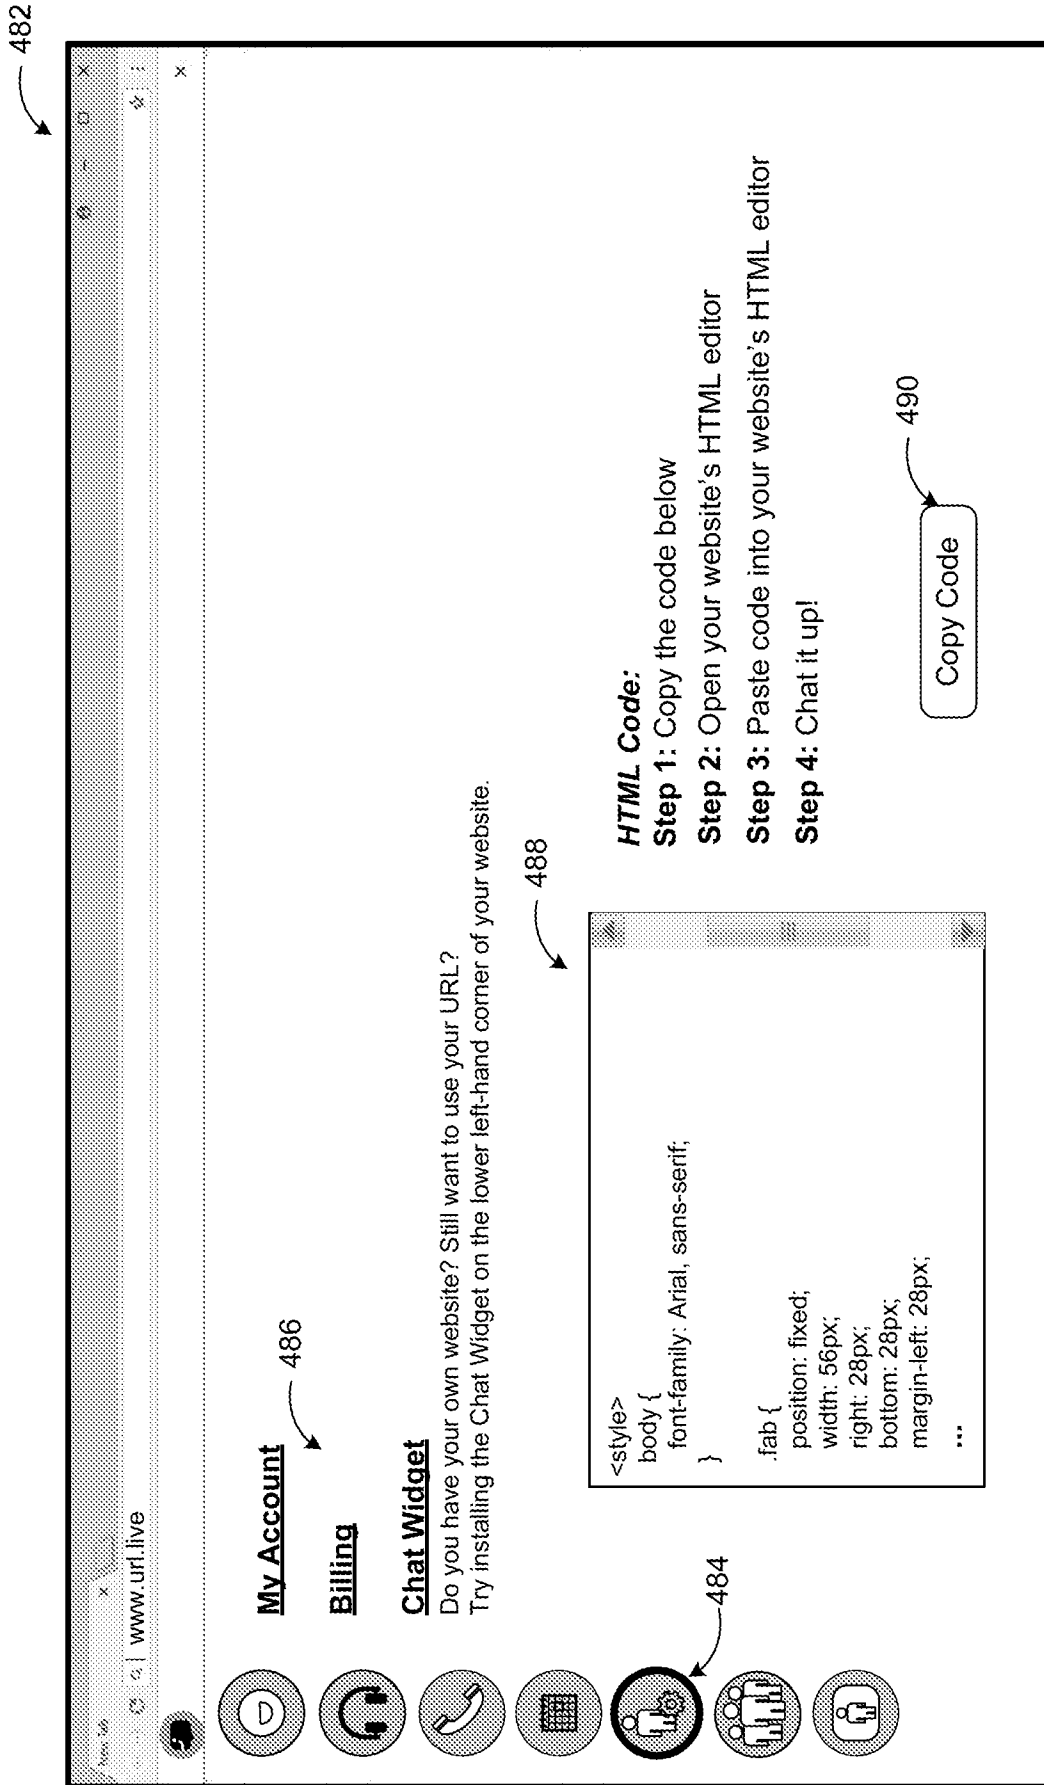 482
www.url.live
My Account
486
Billing
Chat Widget
Do you have your own website? Still want to use your URL?
Try installing the Chat Widget on the lower left-hand corner of your website.
488
<style>
body {
font-family: Arial, sans-serif;
}
.fab {
position: fixed;
width: 56px;
right: 28px;
bottom: 28px;
margin-left: 28px;
...
HTML Code:
Step 1: Copy the code below
Step 2: Open your website's HTML editor
Step 3: Paste code into your website's HTML editor
Step 4: Chat it up!
490
Copy Code
484